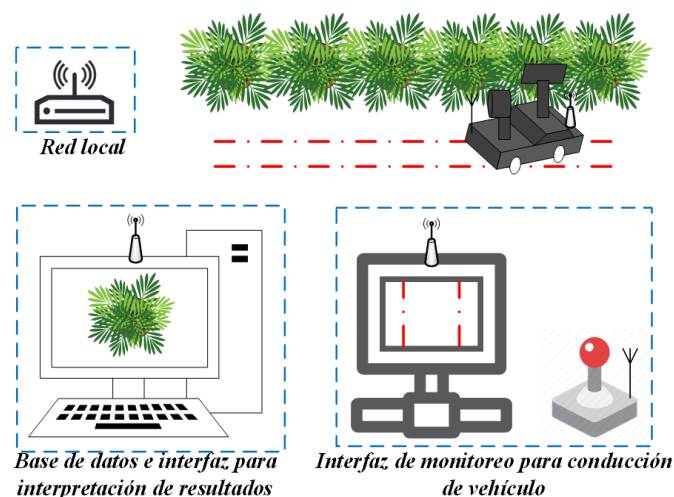 Red local
Base de datos e interfaz para
interpretación de resultados
Interfaz de monitoreo para conducción
de vehículo